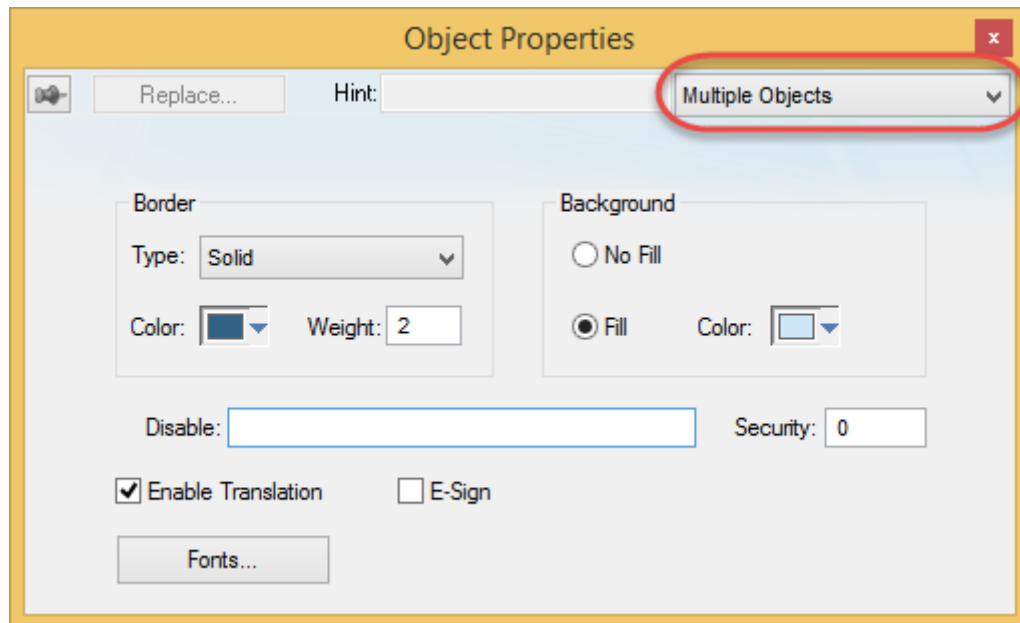 Object Properties
x
Replace... Hint: Multiple Objects
Border Background
Type: Solid No Fill
Color: Weight: 2 Fill Color:
Disable: Security: 0
Enable Translation E-Sign
Fonts...